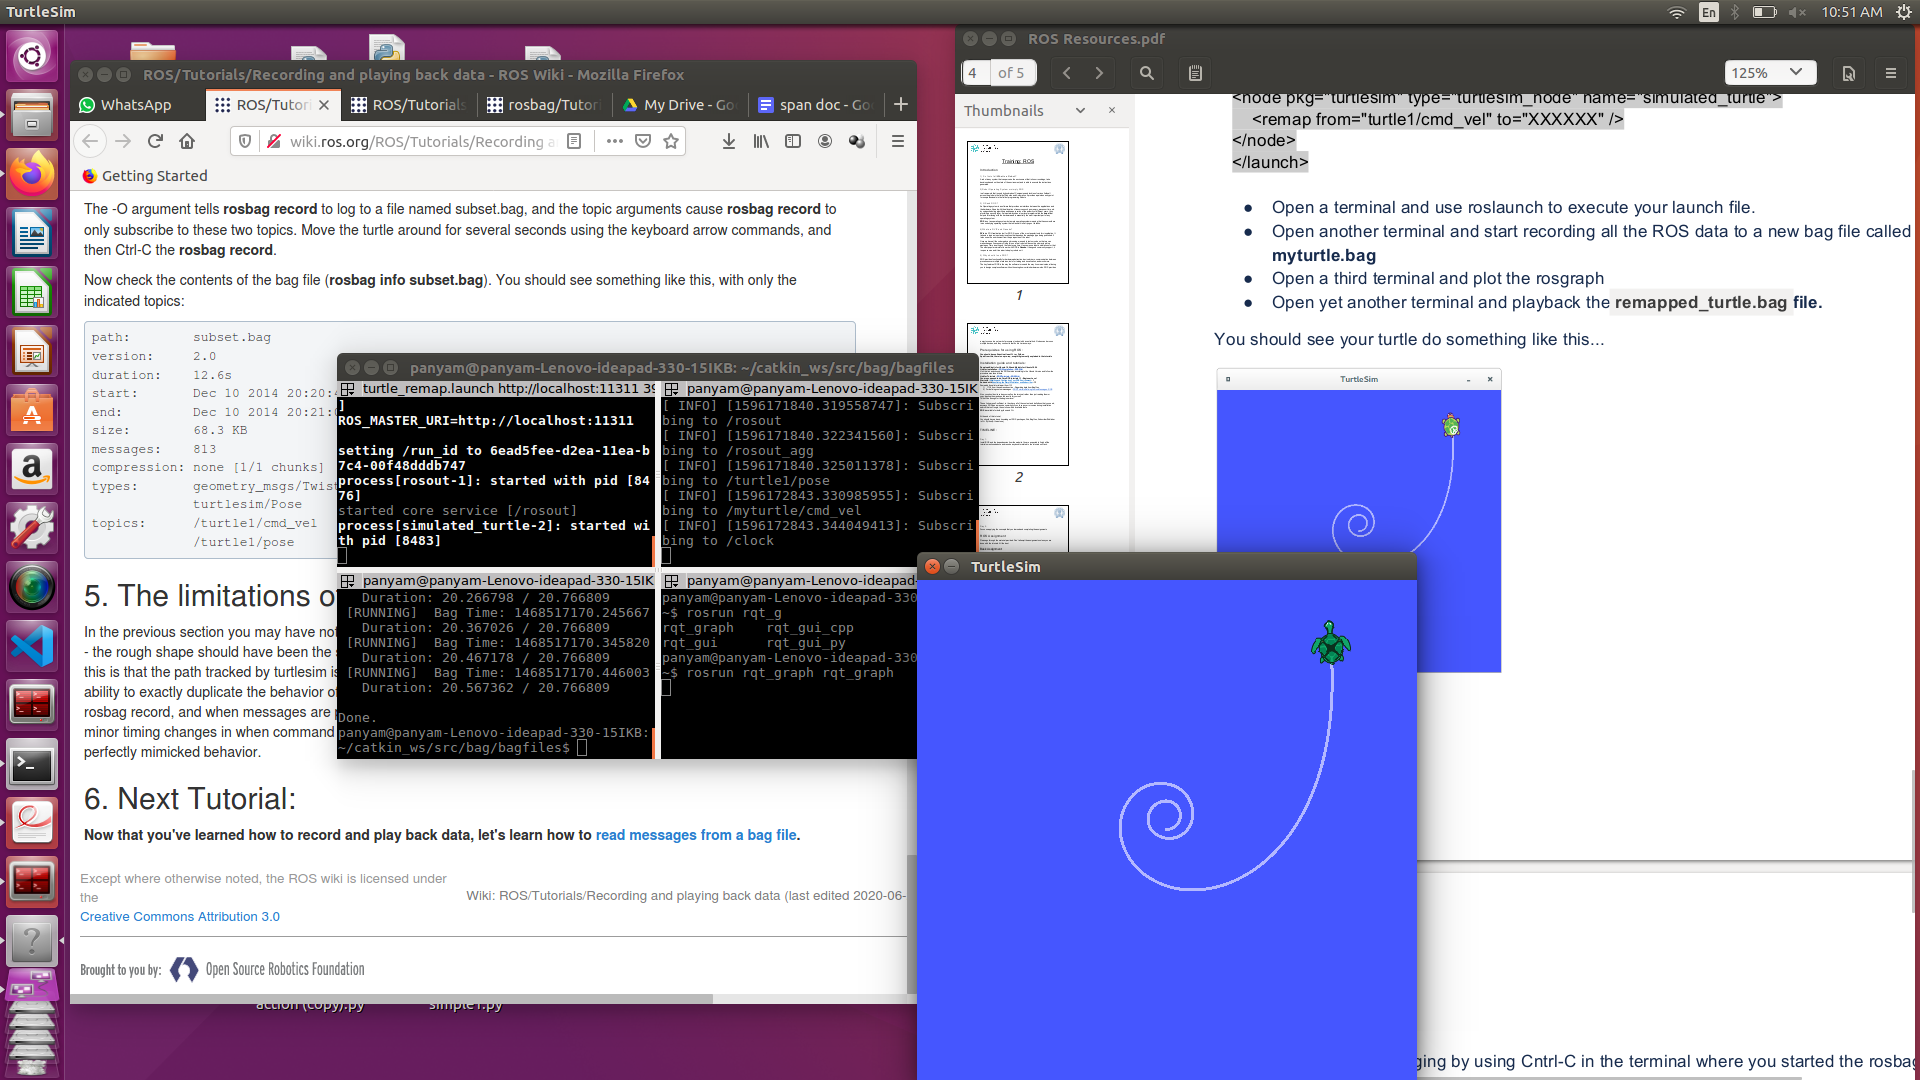 TurtleSim
En
10:51 AM
ROS/Tutorials/Recording and playing back data - ROS Wiki - Mozilla Firefox
WhatsApp
ROS/Tutori
ROS/Tutorials
rosbag/Tutori
My Drive - Go
span doc - Go
wiki.ros.org/ROS/Tutorials/Recording a
Getting Started
The -O argument tells rosbag record to log to a file named subset.bag, and the topic arguments cause rosbag record to
only subscribe to these two topics. Move the turtle around for several seconds using the keyboard arrow commands, and
then Ctrl-C the rosbag record.
Now check the contents of the bag file (rosbag info subset.bag). You should see something like this, with only the
indicated topics:
path: subset.bag
version: 2.0
duration: 12.6s
start: Dec 10 2014 20:20:
end: Dec 10 2014 20:21:
size: 68.3 KB
messages: 813
compression: none [1/1 chunks]
types: geometry_msgs/Twist
turtlesim/Pose
topics: /turtle1/cmd_vel
/turtle1/pose
5. The limitations o
In the previous section you may have not
- the rough shape should have been the s
this is that the path tracked by turtlesim is
ability to exactly duplicate the behavior of
rosbag record, and when messages are p
minor timing changes in when command
perfectly mimicked behavior.
6. Next Tutorial:
Now that you've learned how to record and play back data, let's learn how to read messages from a bag file.
Except where otherwise noted, the ROS wiki is licensed under
the
Creative Commons Attribution 3.0
Wiki: ROS/Tutorials/Recording and playing back data (last edited 2020-06-
Brought to you by: Open Source Robotics Foundation
action (copy).py
simple1.py
panyam@panyam-Lenovo-ideapad-330-15IKB: ~/catkin_ws/src/bag/bagfiles
turtle_remap.launch http://localhost:11311 39
]
ROS_MASTER_URI=http://localhost:11311
setting /run_id to 6ead5fee-d2ea-11ea-b
7c4-00f48dddb747
process[rosout-1]: started with pid [84
76]
started core service [/rosout]
process[simulated_turtle-2]: started wi
th pid [8483]
panyam@panyam-Lenovo-ideapad-330-15IK
[ INFO] [1596171840.319558747]: Subscri
bing to /rosout
[ INFO] [1596171840.322341560]: Subscri
bing to /rosout_agg
[ INFO] [1596171840.325011378]: Subscri
bing to /turtle1/pose
[ INFO] [1596172843.330985955]: Subscri
bing to /myturtle/cmd_vel
[ INFO] [1596172843.344049413]: Subscri
bing to /clock
panyam@panyam-Lenovo-ideapad-330-15IK
Duration: 20.266798 / 20.766809
[RUNNING] Bag Time: 1468517170.245667
Duration: 20.367026 / 20.766809
[RUNNING] Bag Time: 1468517170.345820
Duration: 20.467178 / 20.766809
[RUNNING] Bag Time: 1468517170.446003
Duration: 20.567362 / 20.766809
Done.
panyam@panyam-Lenovo-ideapad-330-15IKB:
~/catkin_ws/src/bag/bagfiles$
panyam@panyam-Lenovo-ideapad-
panyam@panyam-Lenovo-ideapad-330
~$ rosrun rqt_g
rqt_graph rqt_gui_cpp
rqt_gui rqt_gui_py
panyam@panyam-Lenovo-ideapad-330
~$ rosrun rqt_graph rqt_graph
ROS Resources.pdf
4 of 5
125%
Thumbnails
Training: ROS
1
2
<node pkg="turtlesim" type="turtlesim_node" name="simulated_turtle">
<remap from="turtle1/cmd_vel" to="XXXXXX" />
</node>
</launch>
● Open a terminal and use roslaunch to execute your launch file.
● Open another terminal and start recording all the ROS data to a new bag file called
myturtle.bag
● Open a third terminal and plot the rosgraph
● Open yet another terminal and playback the remapped_turtle.bag file.
You should see your turtle do something like this...
TurtleSim
TurtleSim
ging by using Cntrl-C in the terminal where you started the rosbag